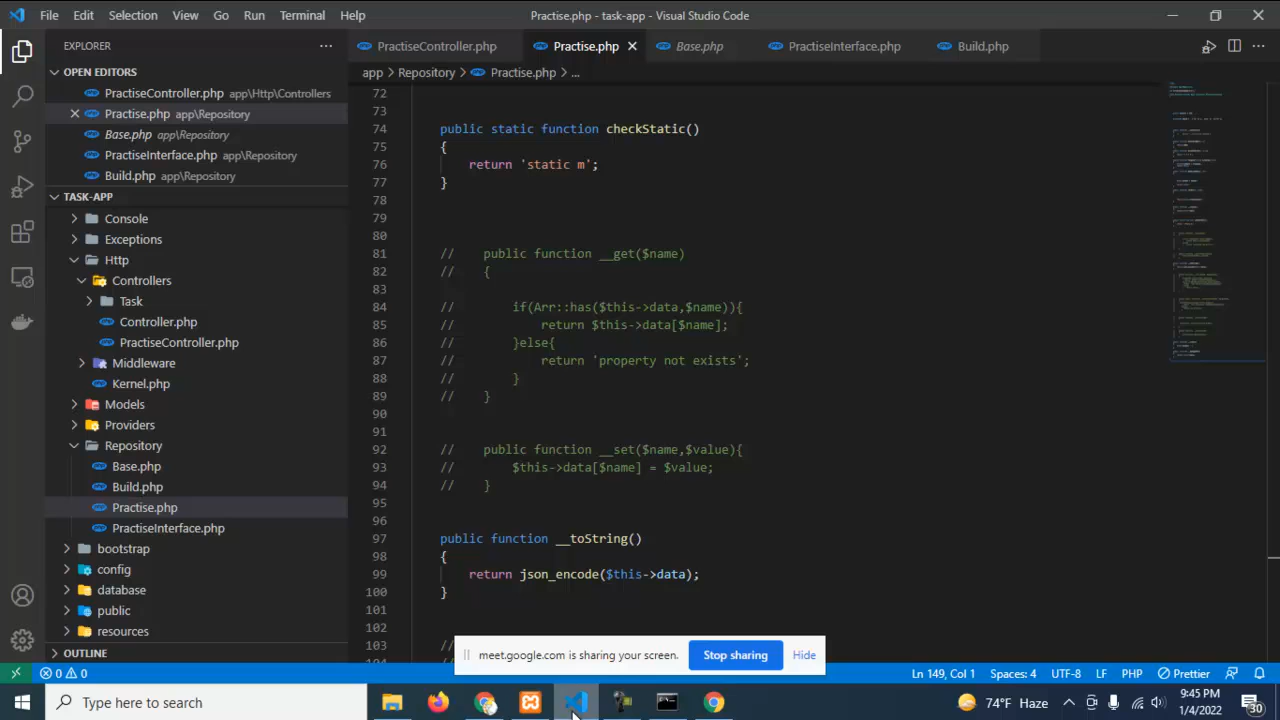 File Edit Selection View Go Run Terminal Help Practise.php - task-app - Visual Studio Code
EXPLORER
PractiseController.php Practise.php Base.php PractiseInterface.php Build.php
OPEN EDITORS
app Repository Practise.php ...
PractiseController.php app\Http\Controllers
Practise.php app\Repository
Base.php app\Repository
PractiseInterface.php app\Repository
Build.php app\Repository
TASK-APP
Console
Exceptions
Http
Controllers
Task
Controller.php
PractiseController.php
Middleware
Kernel.php
Models
Providers
Repository
Base.php
Build.php
Practise.php
PractiseInterface.php
bootstrap
config
database
public
resources
OUTLINE
72
73
74 public static function checkStatic()
75 {
76 return 'static m';
77 }
78
79
80
81 // public function __get($name)
82 // {
83 //
84 // if(Arr::has($this->data,$name)){
85 // return $this->data[$name];
86 // }else{
87 // return 'property not exists';
88 // }
89 // }
90
91
92 // public function __set($name,$value){
93 // $this->data[$name] = $value;
94 // }
95
96
97 public function __toString()
98 {
99 return json_encode($this->data);
100 }
101
102
103 //
meet.google.com is sharing your screen. Stop sharing Hide
0 0 Ln 149, Col 1 Spaces: 4 UTF-8 LF PHP Prettier
Type here to search 74°F Haze 9:45 PM
1/4/2022 30